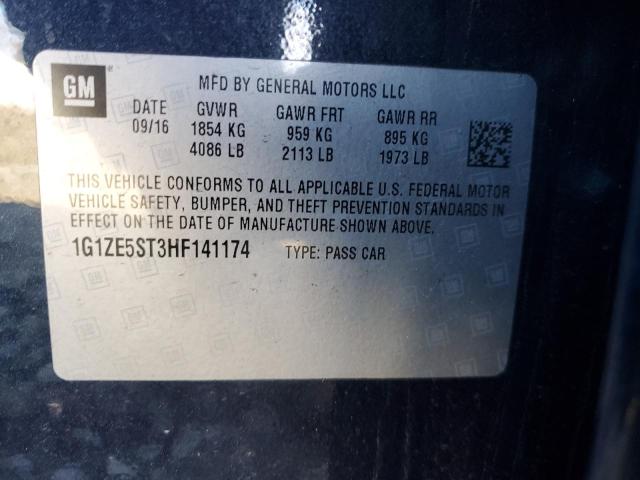 GM
MFD BY GENERAL MOTORS LLC
DATE GVWR GAWR FRT GAWR RR
09/16 1854 KG 959 KG 895 KG
4086 LB 2113 LB 1973 LB
THIS VEHICLE CONFORMS TO ALL APPLICABLE U.S. FEDERAL MOTOR
VEHICLE SAFETY, BUMPER, AND THEFT PREVENTION STANDARDS IN
EFFECT ON THE DATE OF MANUFACTURE SHOWN ABOVE.
1G1ZE5ST3HF141174 TYPE: PASS CAR